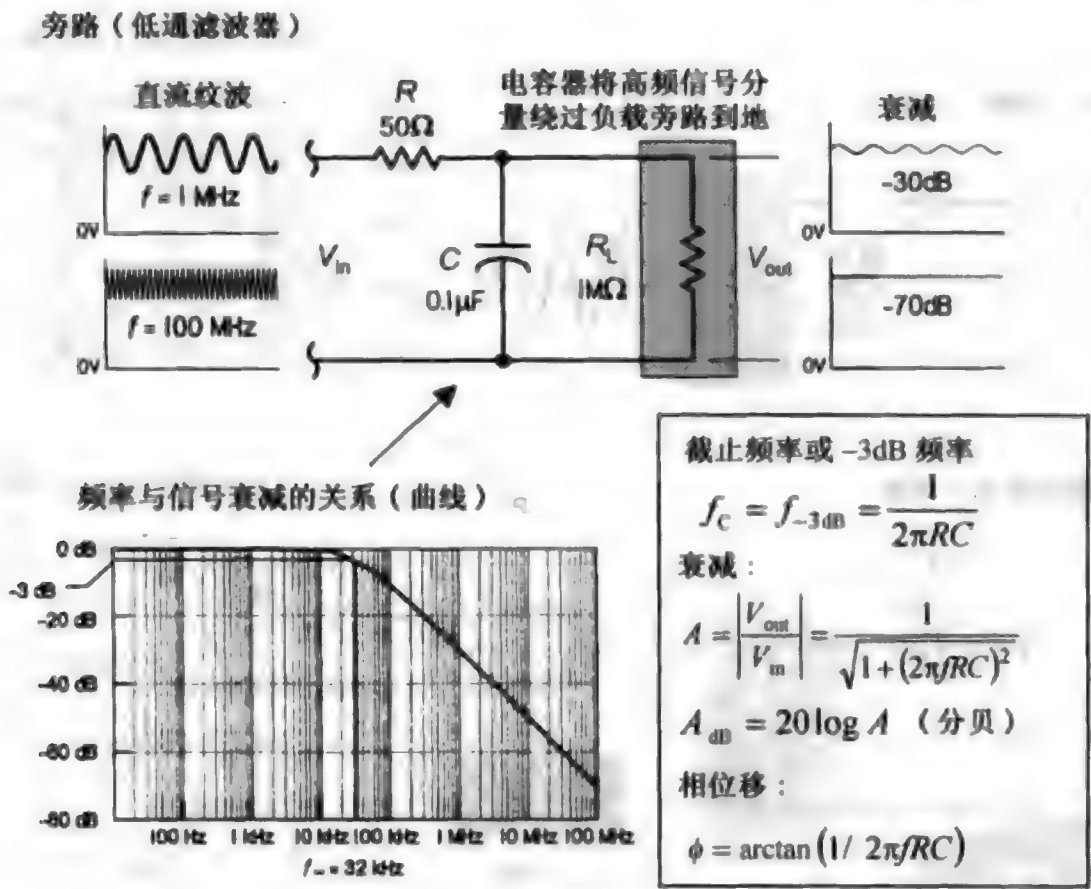 旁路（低通滤波器）
直流纹波
f = 1 MHz
0V
f = 100 MHz
0V
V_in
R
50Ω
电容器将高频信号分
量绕过负载旁路到地
C
0.1μF
R_L
1MΩ
V_out
衰减
-30dB
0V
-70dB
0V
频率与信号衰减的关系（曲线）
0 dB
-3 dB
-20 dB
-40 dB
-60 dB
-80 dB
100 Hz 1 kHz 10 kHz 100 kHz 1 MHz 10 MHz 100 MHz
= 32 kHz
截止频率或 -3dB 频率
f_C = f_{-3dB} = 1 / 2πRC
衰减：
A = |V_out / V_in| = 1 / √(1 + (2πfRC)²)
A_dB = 20 log A （分贝）
相位移：
φ = arctan (1/ 2πfRC)